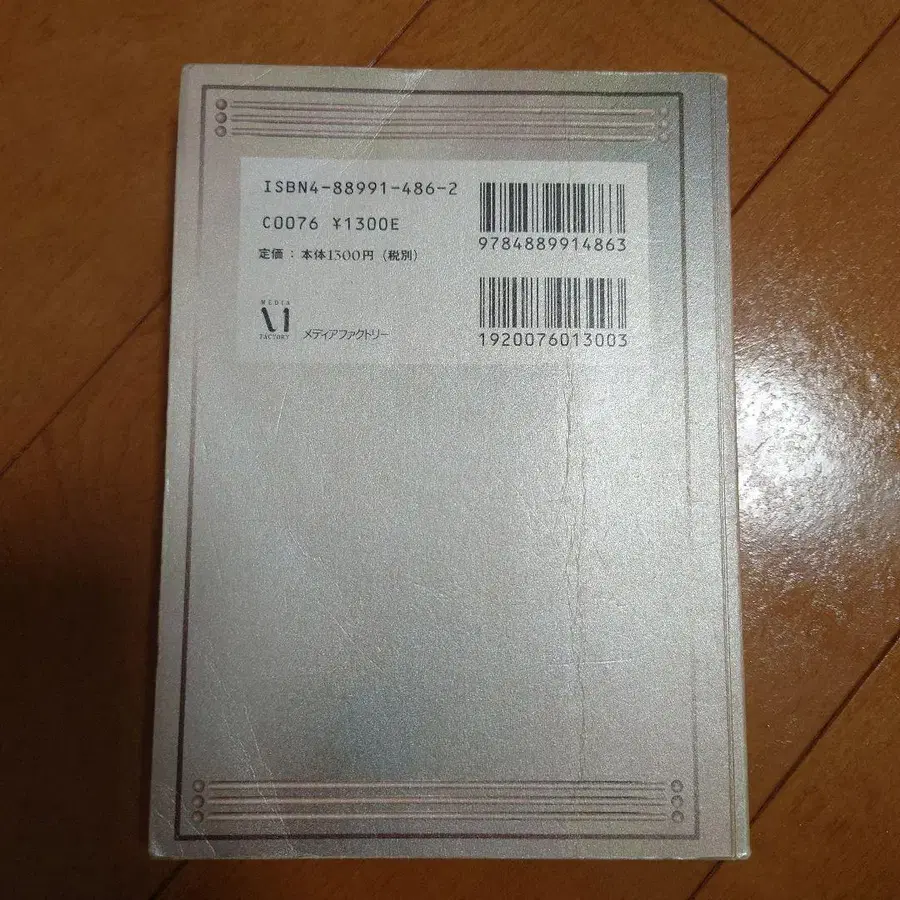 ISBN4-88991-486-2
C0076 ¥1300E
定価：本体1300円（税別）
MEDIA
FACTORY
メディアファクトリー
9784889914863
1920076013003